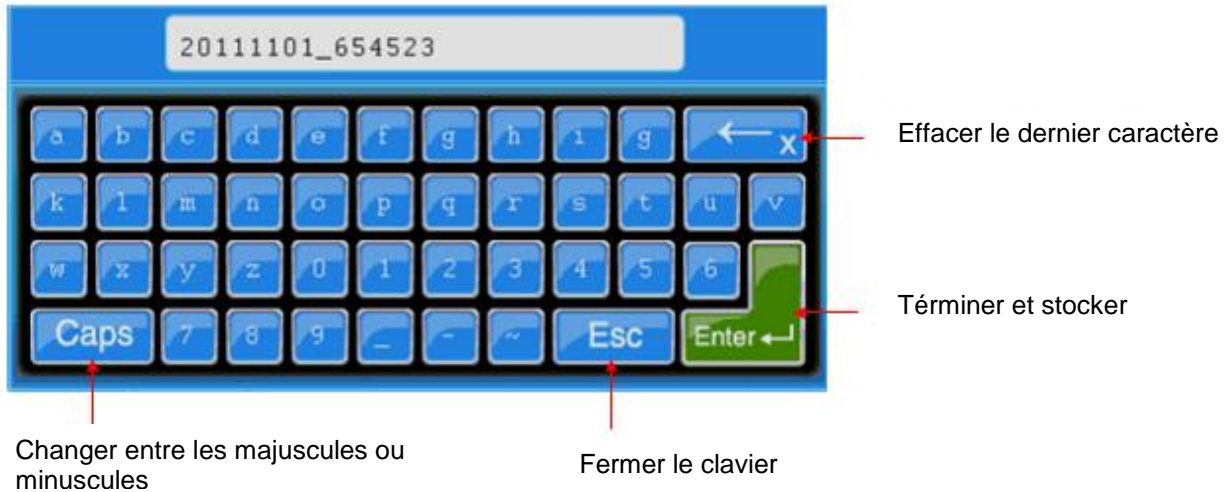 20111101_654523
a b c d e f g h i g ← x
Effacer le dernier caractère
k l m n o p q r s t u v
w x y z 0 1 2 3 4 5 6
Términer et stocker
Caps 7 8 9 _ - ~ Esc Enter ↵
Changer entre les majuscules ou
minuscules
Fermer le clavier